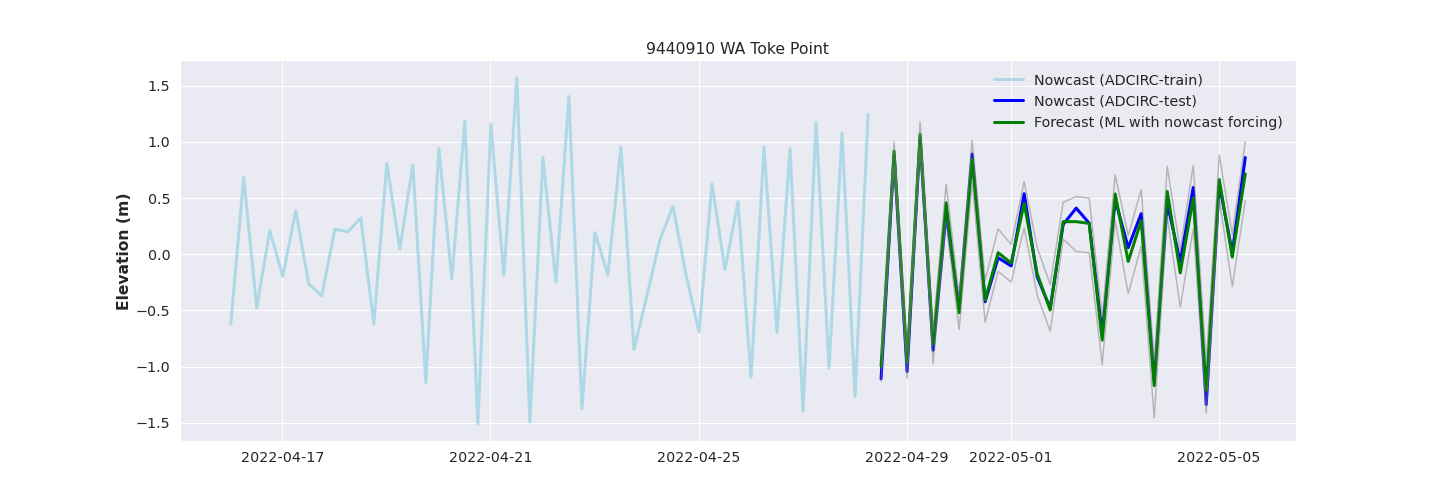 9440910 WA Toke Point
Nowcast (ADCIRC-train)
Nowcast (ADCIRC-test)
Forecast (ML with nowcast forcing)
Elevation (m)
1.5
1.0
0.5
0.0
−0.5
−1.0
−1.5
2022-04-17
2022-04-21
2022-04-25
2022-04-29
2022-05-01
2022-05-05